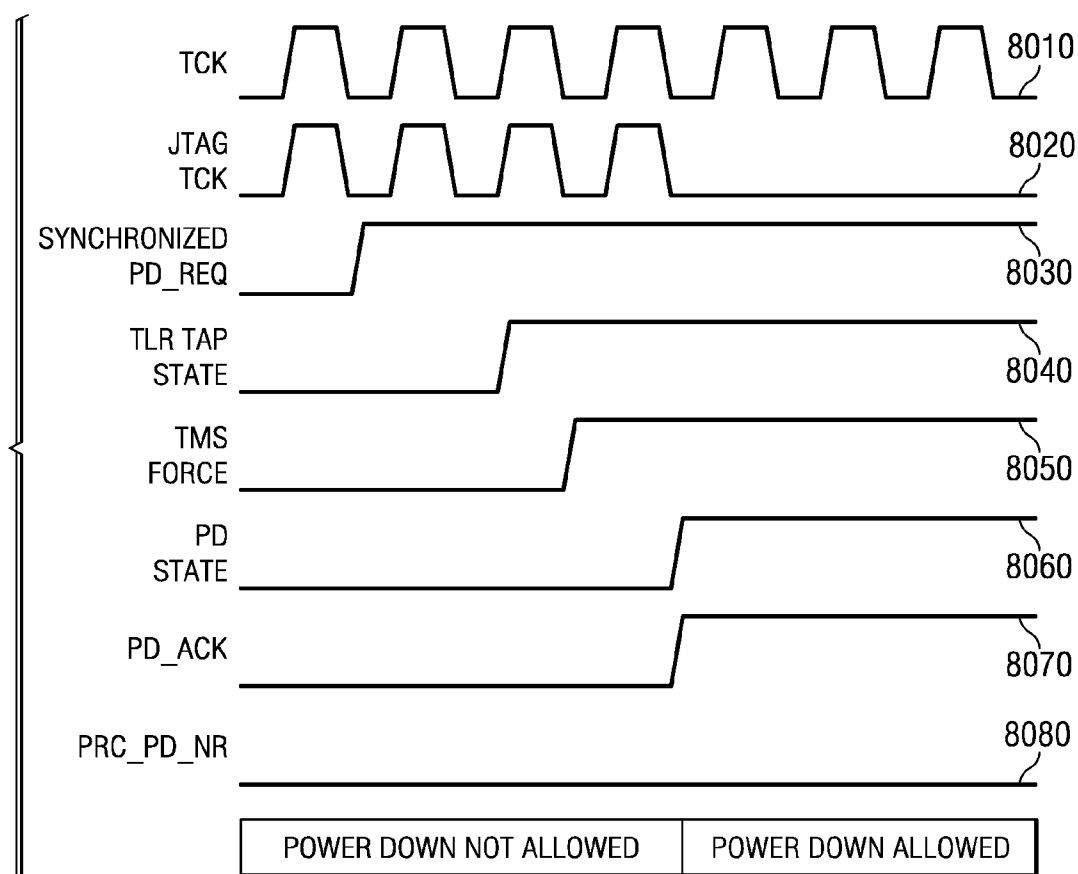 TCK
8010
JTAG
TCK
8020
SYNCHRONIZED
PD_REQ
8030
TLR TAP
STATE
8040
TMS
FORCE
8050
PD
STATE
8060
PD_ACK
8070
PRC_PD_NR
8080
POWER DOWN NOT ALLOWED
POWER DOWN ALLOWED